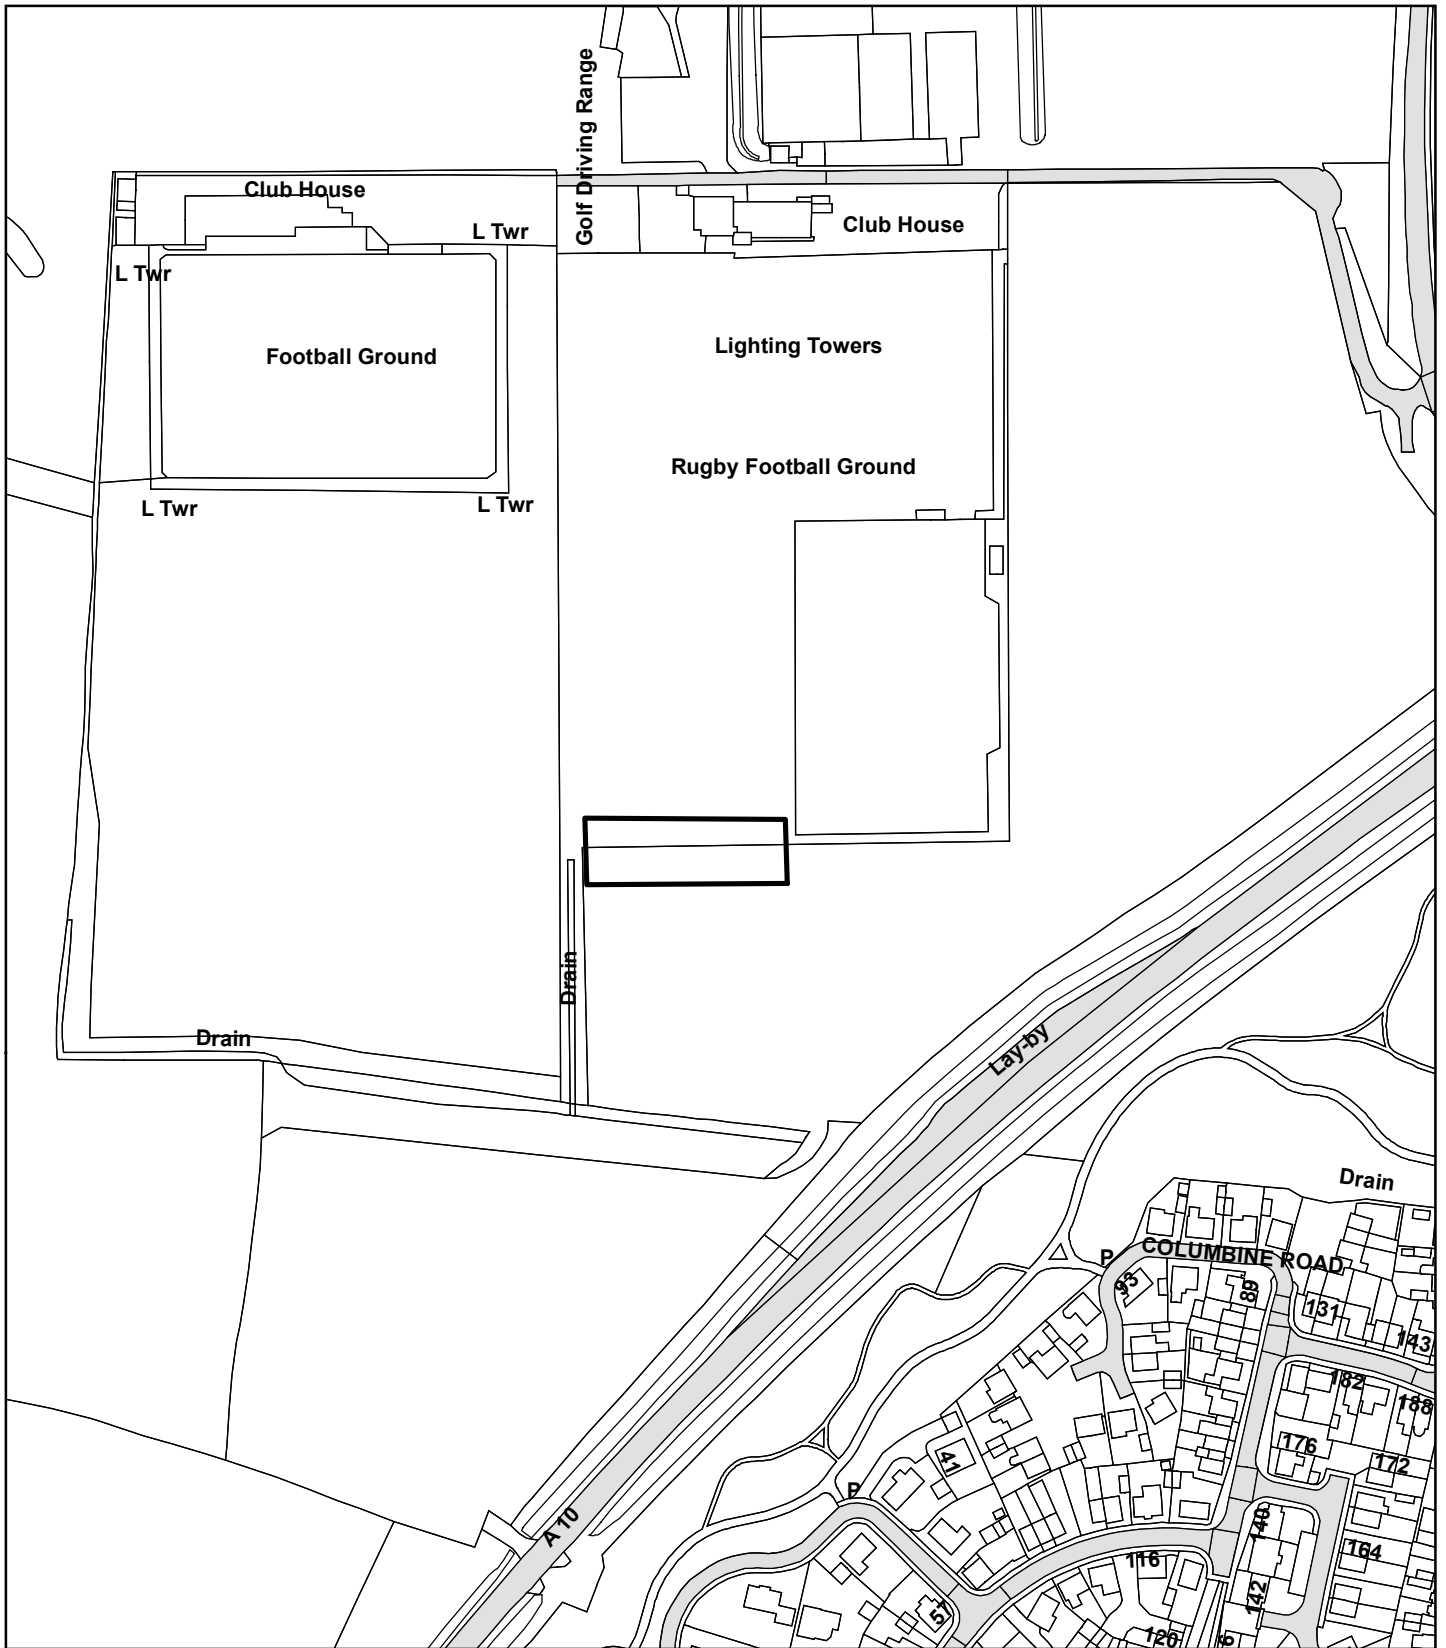 Golf Driving Range
Club House
L Twr
Club House
L Twr
Lighting Towers
Football Ground
Rugby Football Ground
L Twr
L Twr
Drain
Drain
Lay-by
Drain
P
COLUMBINE ROAD
93
89
131
143
182
188
176
172
41
P
A 10
140
164
116
142
57
120